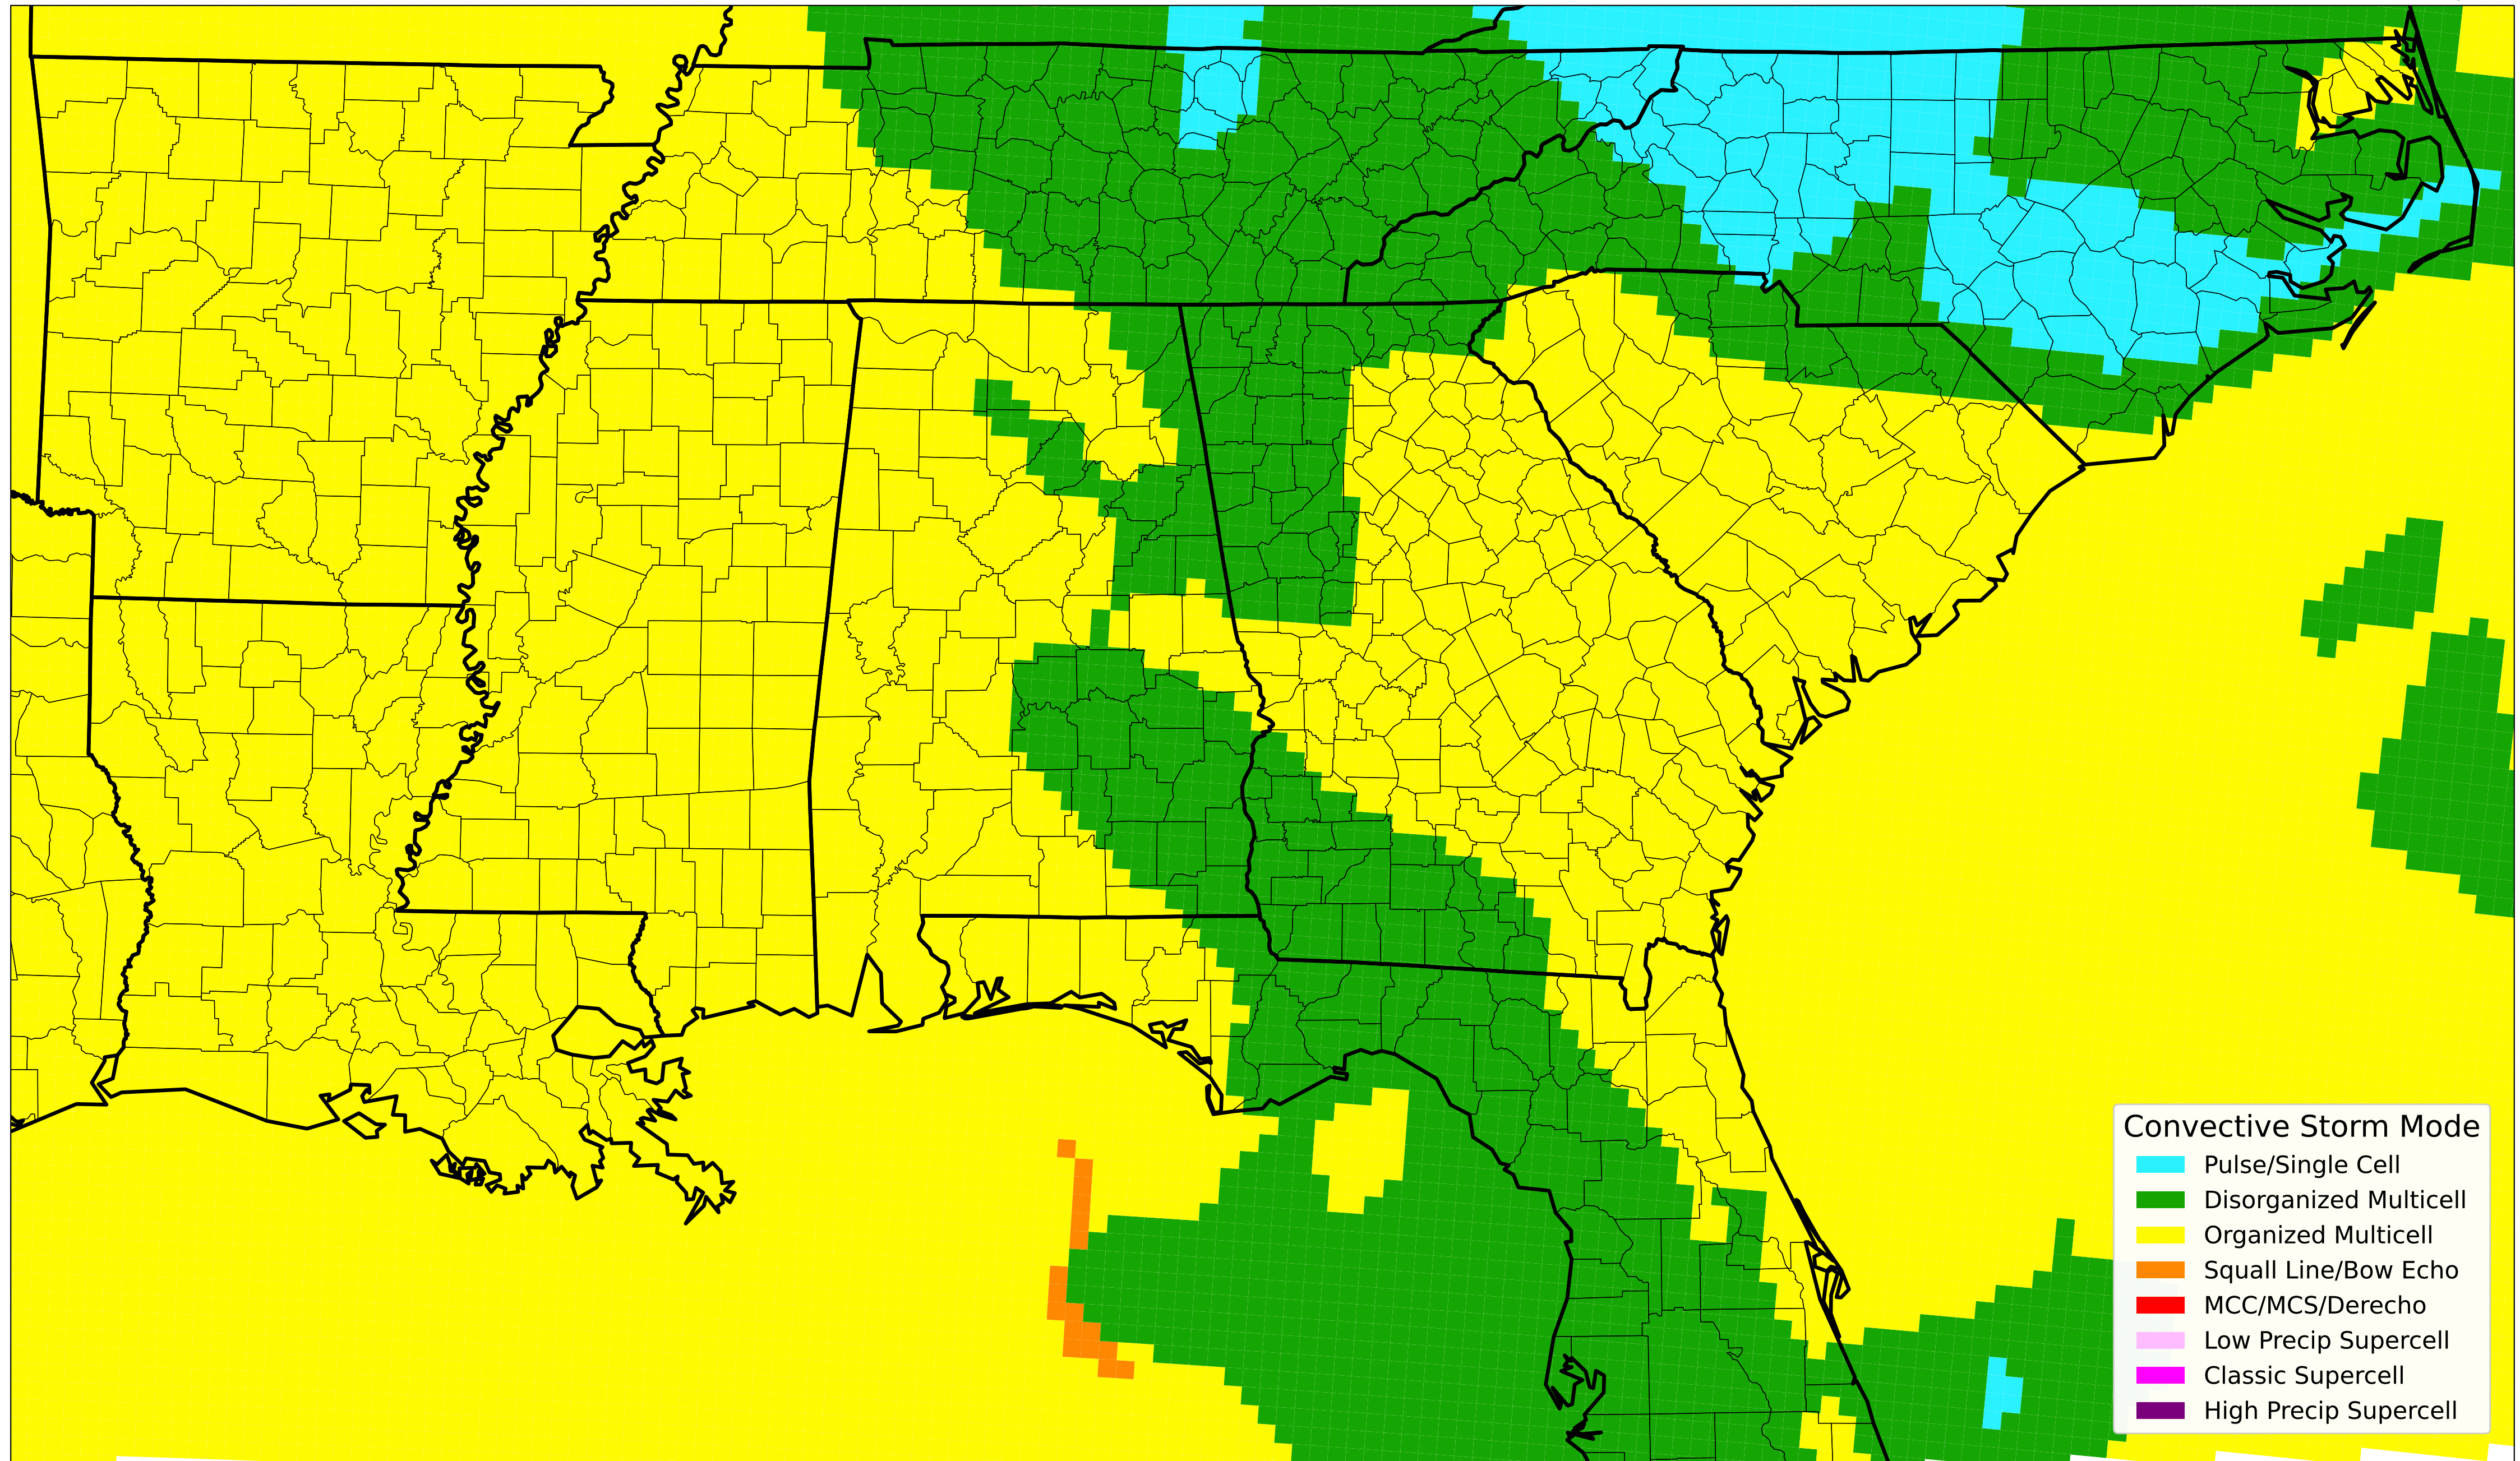 Convective Storm Mode
Pulse/Single Cell
Disorganized Multicell
Organized Multicell
Squall Line/Bow Echo
MCC/MCS/Derecho
Low Precip Supercell
Classic Supercell
High Precip Supercell